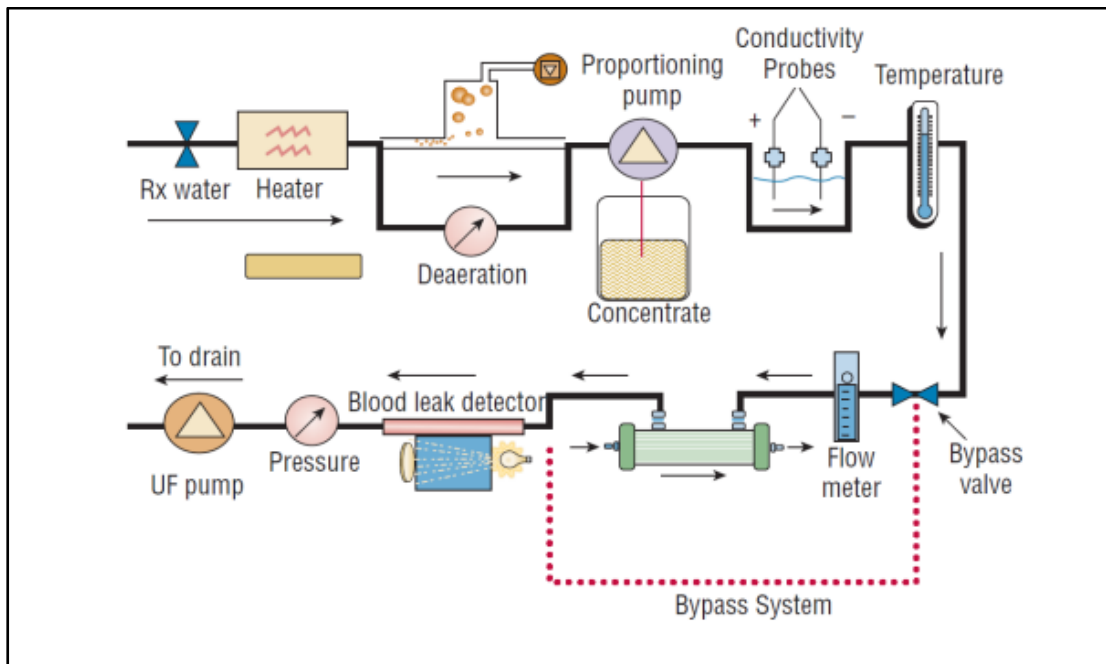 Conductivity
Probes
Proportioning
pump
Temperature
+
−
Rx water
Heater
Deaeration
Concentrate
To drain
Blood leak detector
UF pump
Pressure
Flow
meter
Bypass
valve
Bypass System